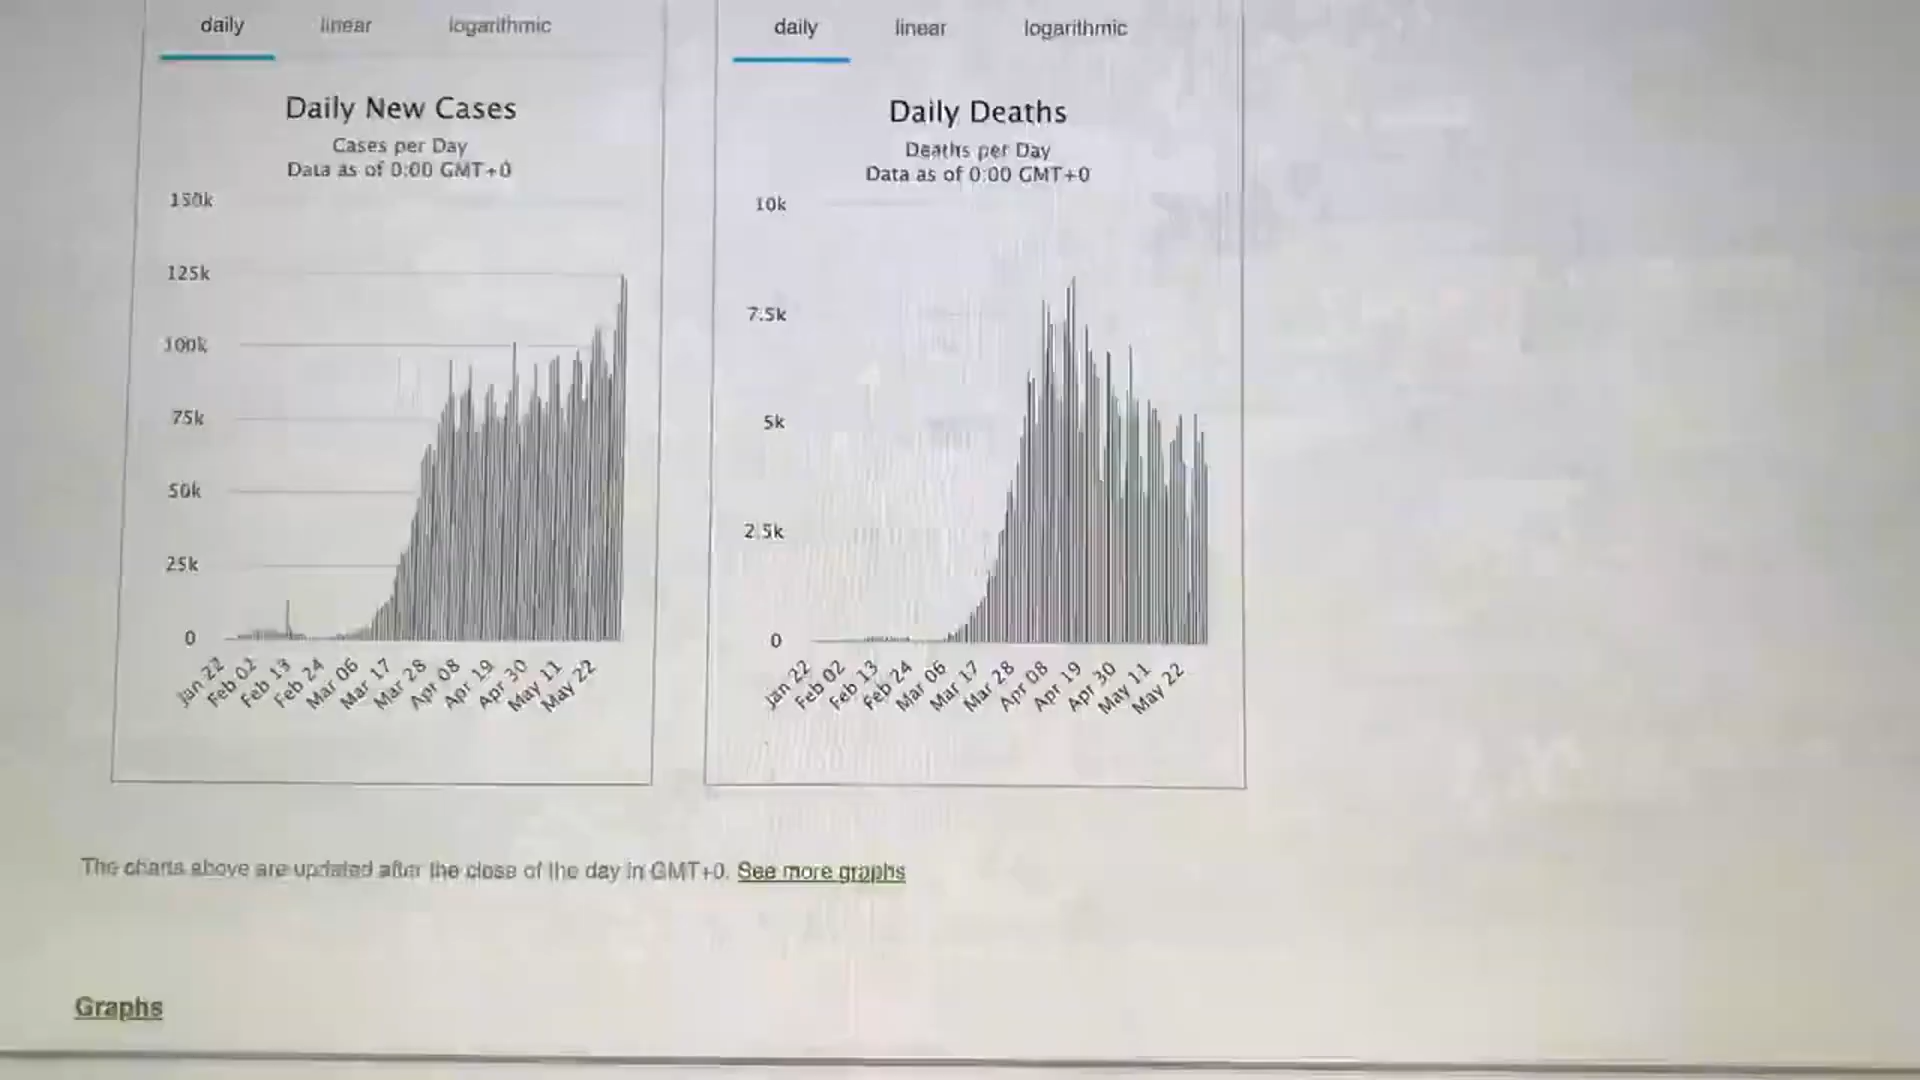 daily linear logarithmic
Daily New Cases
Cases per Day
Data as of 0:00 GMT+0
150k
125k
100k
75k
50k
25k
0
Jan 22
Feb 02
Feb 13
Feb 24
Mar 06
Mar 17
Mar 28
Apr 08
Apr 19
Apr 30
May 11
May 22
daily linear logarithmic
Daily Deaths
Deaths per Day
Data as of 0:00 GMT+0
10k
7.5k
5k
2.5k
0
Jan 22
Feb 02
Feb 13
Feb 24
Mar 06
Mar 17
Mar 28
Apr 08
Apr 19
Apr 30
May 11
May 22
The charts above are updated after the close of the day in GMT+0. See more graphs
Graphs